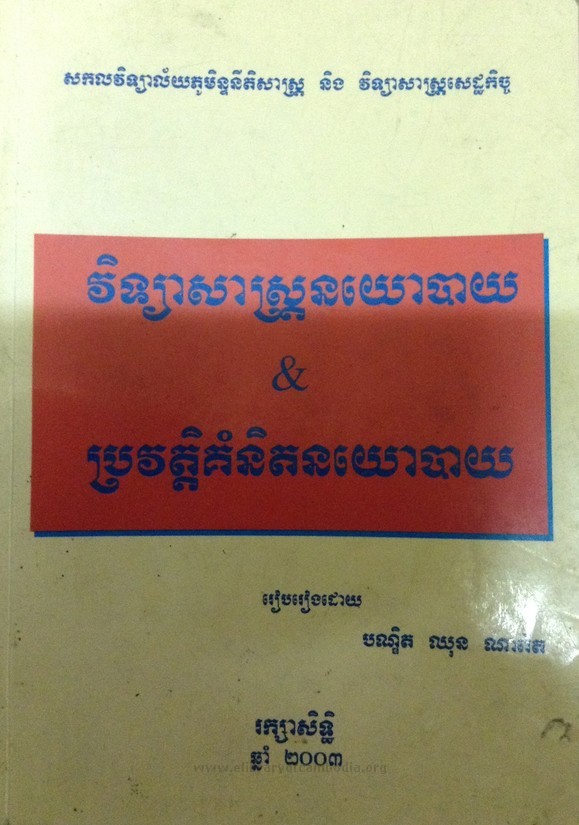 សកលវិទ្យាល័យភូមិន្ទនីតិសាស្ត្រ និង វិទ្យាសាស្ត្រសេដ្ឋកិច្ច
វិទ្យាសាស្ត្រនយោបាយ
&
ប្រវត្តិគំនិតនយោបាយ
រៀបរៀងដោយ
បណ្ឌិត ឈុន
រក្សាសិទ្ធិ
ឆ្នាំ ២០០៣
www.elibraryofcambodia.org